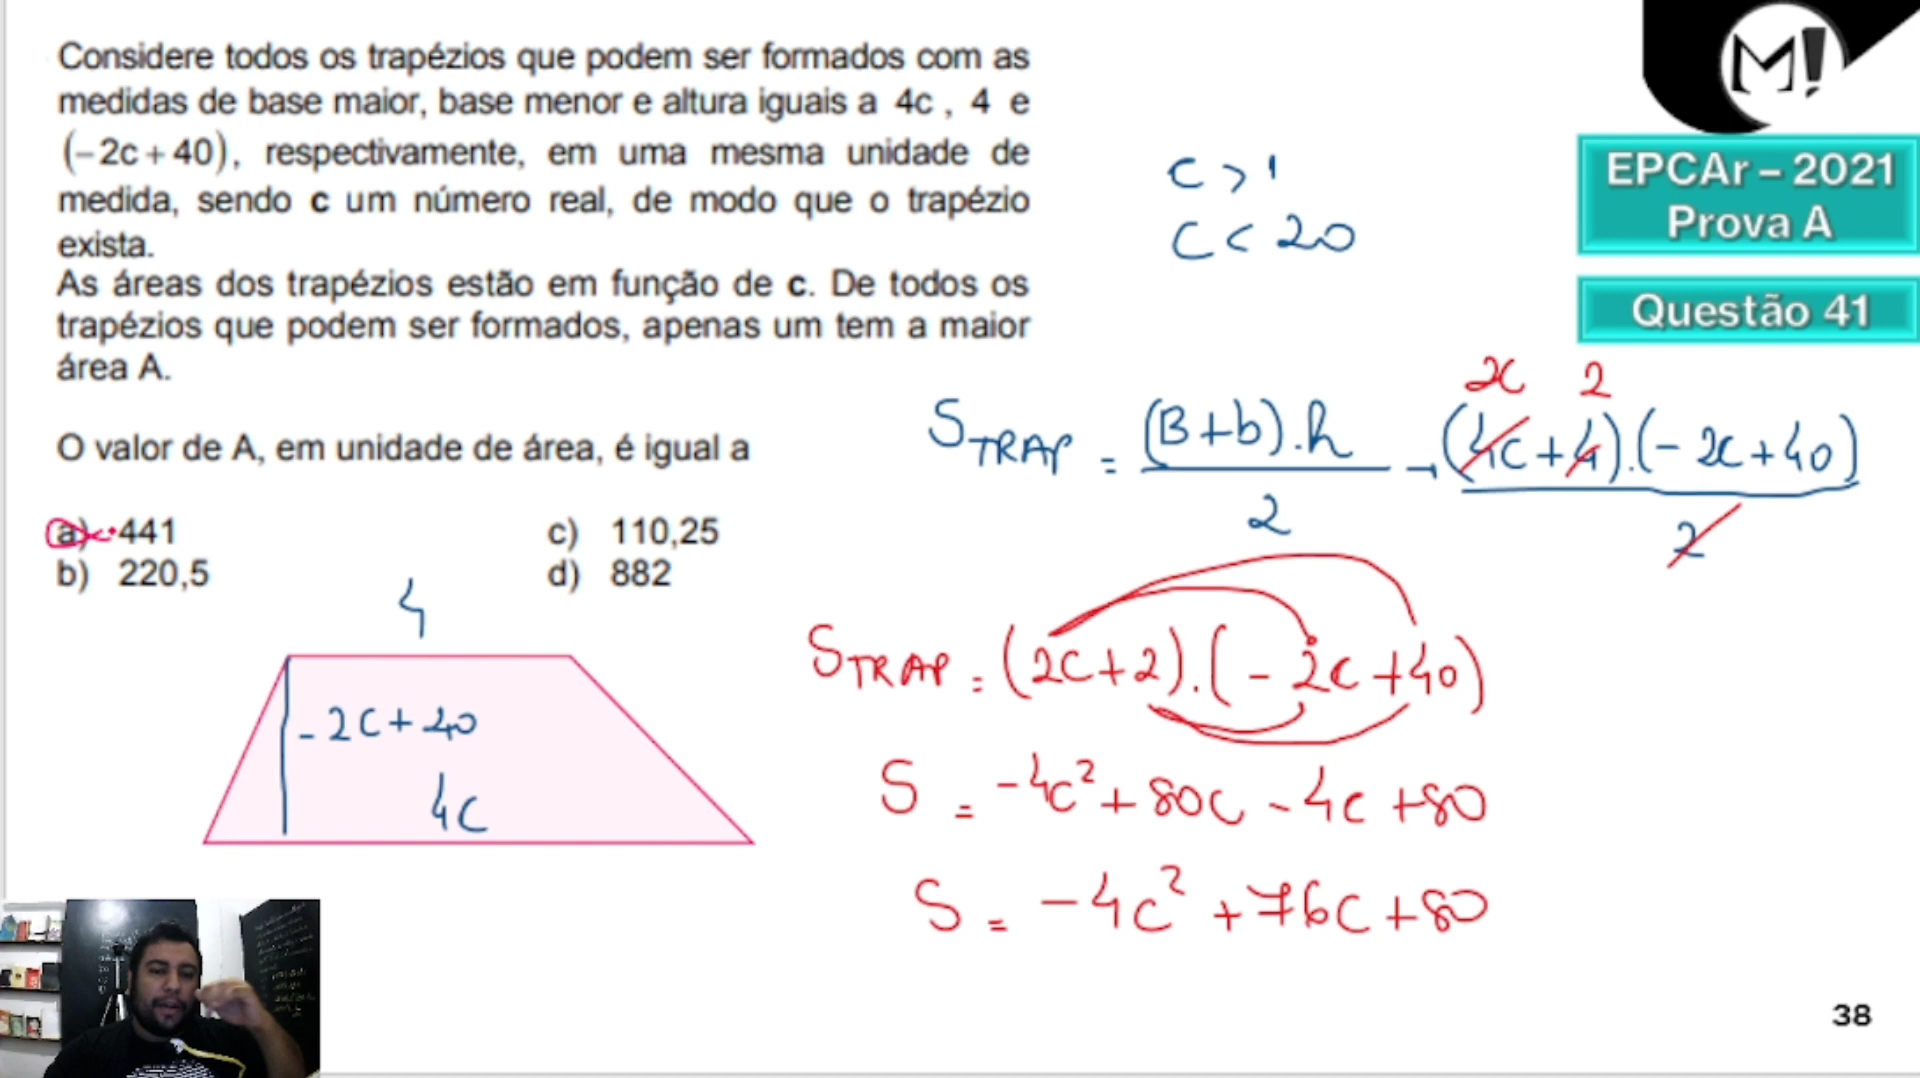 Considere todos os trapézios que podem ser formados com as
medidas de base maior, base menor e altura iguais a 4c , 4 e
(−2c + 40), respectivamente, em uma mesma unidade de
medida, sendo c um número real, de modo que o trapézio
exista.
As áreas dos trapézios estão em função de c. De todos os
trapézios que podem ser formados, apenas um tem a maior
área A.
O valor de A, em unidade de área, é igual a
a) 441
b) 220,5
c) 110,25
d) 882
M!
EPCAr – 2021
Prova A
Questão 41
C > 1
C < 20
2c 2
STRAP = (B+b).h / 2 → (4c+4).(-2c+40) / 2
4
-2C+40
4C
STRAP = (2c+2).(-2c+40)
S = -4c²+80c-4c+80
S = -4c²+76c+80
38